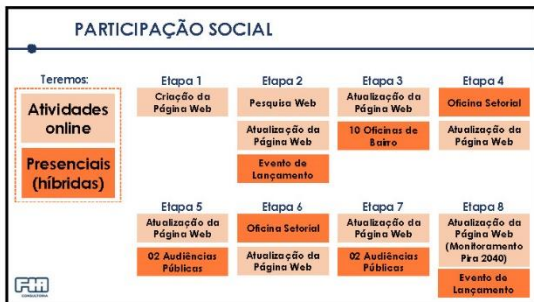 PARTICIPAÇÃO SOCIAL
Teremos:
Atividades
online
Presenciais
(híbridas)
Etapa 1
Criação da
Página Web
Etapa 2
Pesquisa Web
Atualização da
Página Web
Evento de
Lançamento
Etapa 3
Atualização da
Página Web
10 Oficinas de
Bairro
Etapa 4
Oficina Setorial
Atualização da
Página Web
Etapa 5
Atualização da
Página Web
02 Audiências
Públicas
Etapa 6
Oficina Setorial
Atualização da
Página Web
Etapa 7
Atualização da
Página Web
02 Audiências
Públicas
Etapa 8
Atualização da
Página Web
(Monitoramento
Pira 2040)
Evento de
Lançamento
FIA
CONSULTORIA